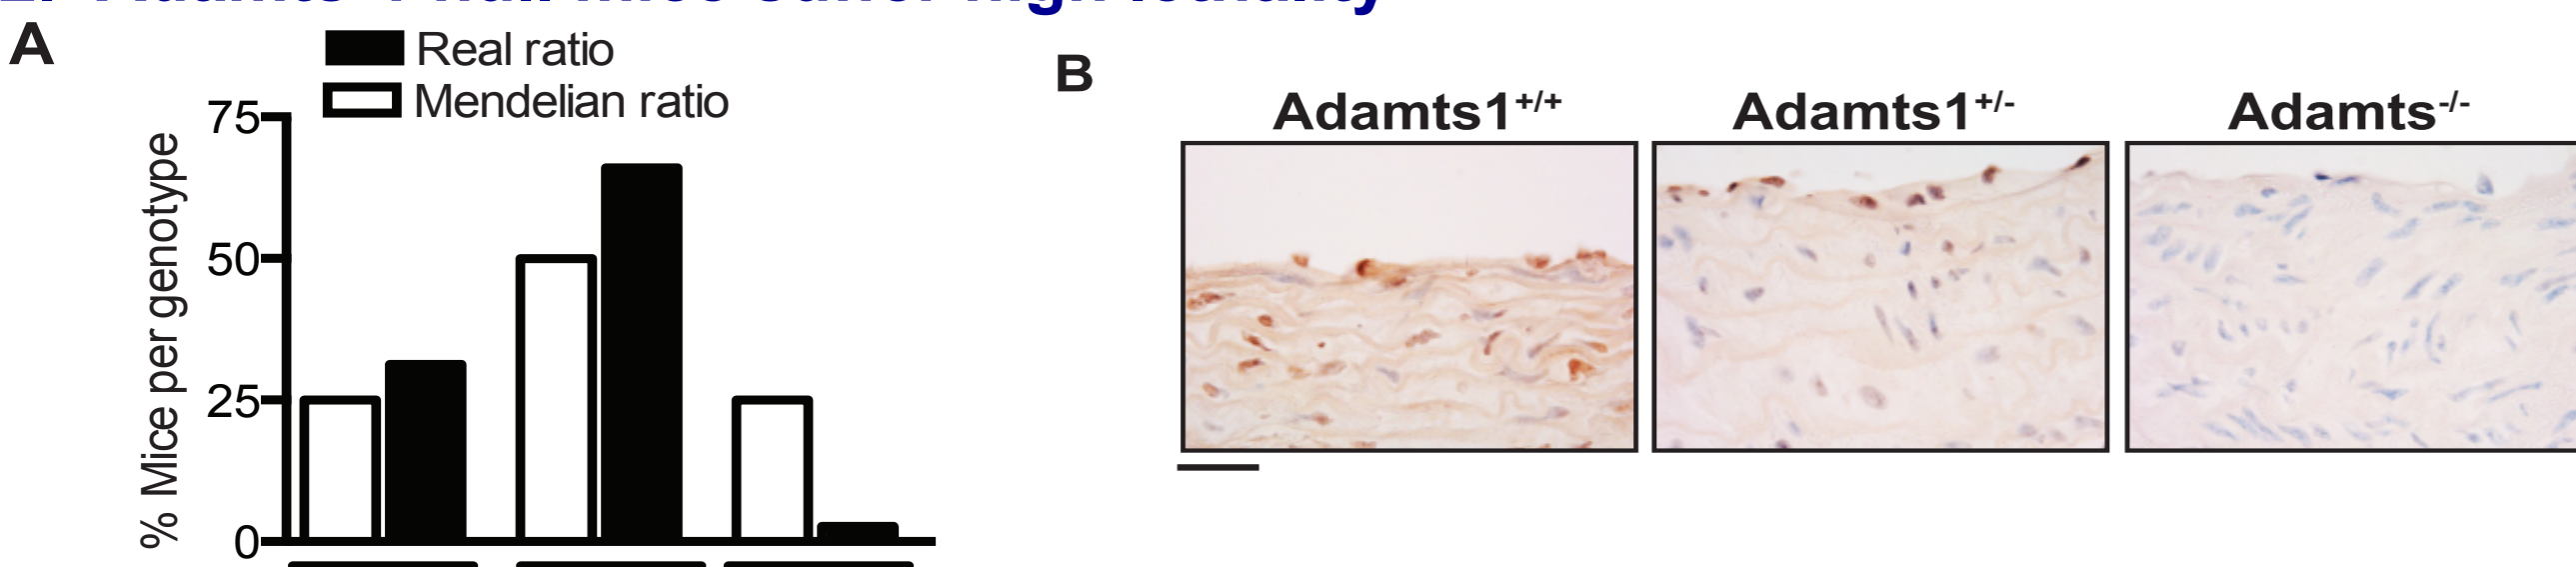 A
Real ratio
Mendelian ratio
75
50
25
0
% Mice per genotype
B
Adamts1+/+
Adamts1+/-
Adamts-/-